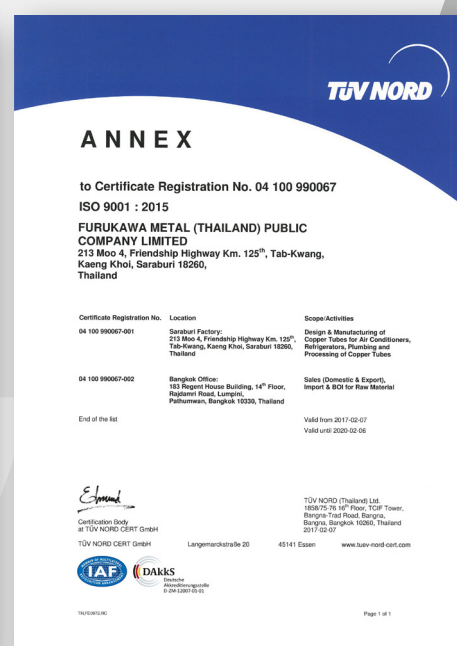 TÜV NORD
ANNEX
to Certificate Registration No. 04 100 990067
ISO 9001 : 2015
FURUKAWA METAL (THAILAND) PUBLIC
COMPANY LIMITED
213 Moo 4, Friendship Highway Km. 125th, Tab-Kwang,
Kaeng Khoi, Saraburi 18260,
Thailand
Certificate Registration No. Location Scope/Activities
04 100 990067-001 Saraburi Factory: Design & Manufacturing of
213 Moo 4, Friendship Highway Km. 125th, Copper Tubes for Air Conditioners,
Tab-Kwang, Kaeng Khoi, Saraburi 18260, Refrigerators, Plumbing and
Thailand Processing of Copper Tubes
04 100 990067-002 Bangkok Office: Sales (Domestic & Export),
183 Regent House Building, 14th Floor, Import & BOI for Raw Material
Rajdamri Road, Lumpini,
Pathumwan, Bangkok 10330, Thailand
End of the list Valid from 2017-02-07
Valid until 2020-02-06
TÜV NORD (Thailand) Ltd.
1858/75-76 16th Floor, TCIF Tower,
Certification Body Bangna-Trad Road, Bangna,
at TÜV NORD CERT GmbH Bangna, Bangkok 10260, Thailand
2017-02-07
TÜV NORD CERT GmbH Langemarckstraße 20 45141 Essen www.tuev-nord-cert.com
IAF
DAkkS
Deutsche
Akkreditierungsstelle
D-ZM-12007-01-01
Page 1 of 1